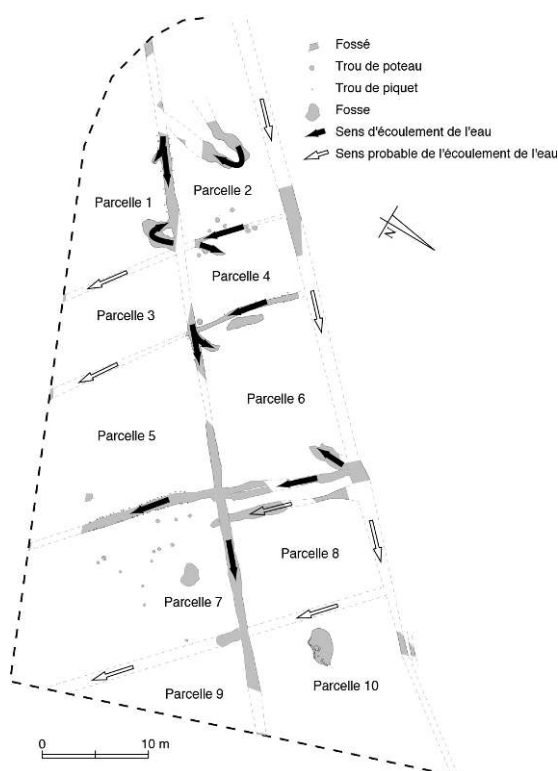 Fossé
Trou de poteau
Trou de piquet
Fosse
Sens d'écoulement de l'eau
Sens probable de l'écoulement de l'eau
Parcelle 1
Parcelle 2
N
Parcelle 4
Parcelle 3
Parcelle 6
Parcelle 5
Parcelle 8
Parcelle 7
Parcelle 10
Parcelle 9
0 10 m